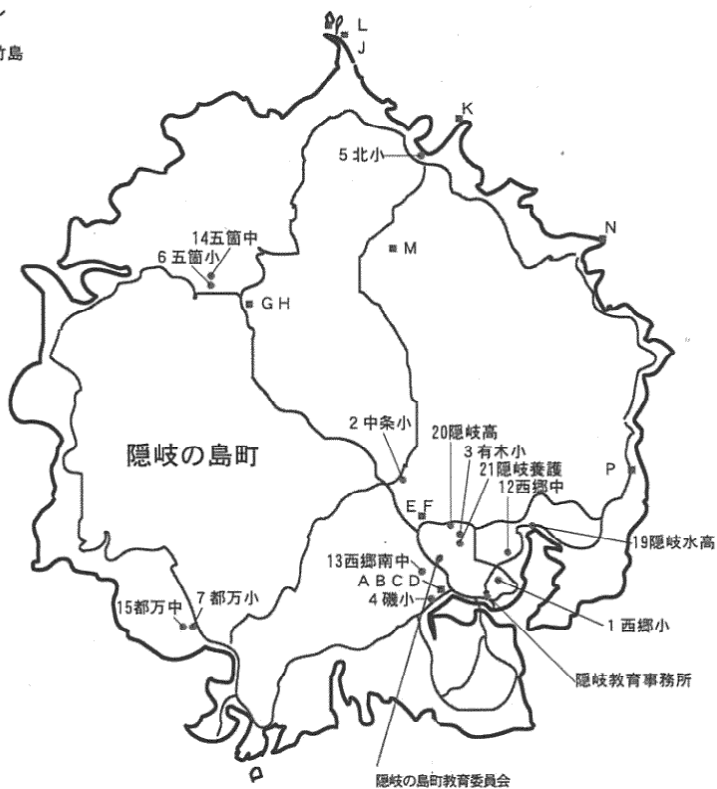 L
J
K
5 北小
N
M
14五箇中
6 五箇小
G H
2 中条小
20隠岐高
3 有木小
21隠岐養護
12西郷中
隠岐の島町
P
E F
19隠岐水高
13西郷南中
A B C D
4 磯小
15都万中
7 都万小
1 西郷小
隠岐教育事務所
隠岐の島町教育委員会